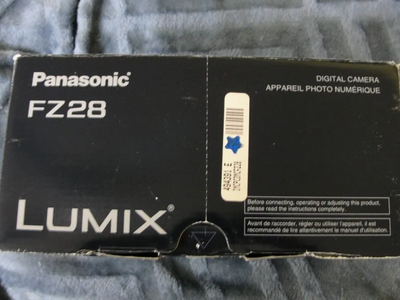 Panasonic
FZ28
LUMIX®
DIGITAL CAMERA
APPAREIL PHOTO NUMÉRIQUE
494391 E
Before connecting, operating or adjusting this product,
please read the instructions completely.
Avant de raccorder, régler ou utiliser l'appareil, il est
recommandé de lire attentivement le manuel d'utilisation.